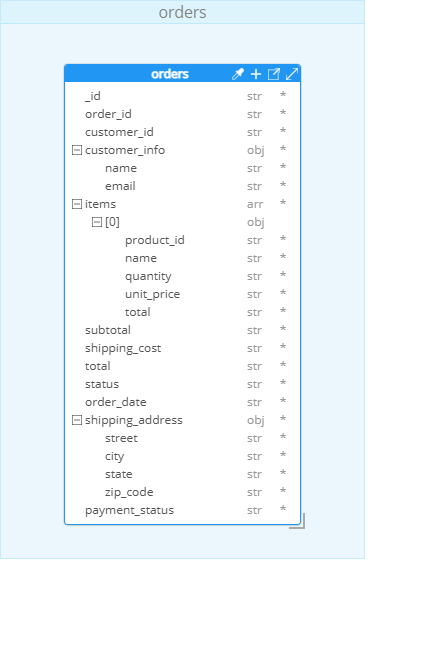 orders
orders
_id str *
order_id str *
customer_id str *
customer_info obj *
name str *
email str *
items arr *
[0] obj
product_id str *
name str *
quantity str *
unit_price str *
total str *
subtotal str *
shipping_cost str *
total str *
status str *
order_date str *
shipping_address obj *
street str *
city str *
state str *
zip_code str *
payment_status str *